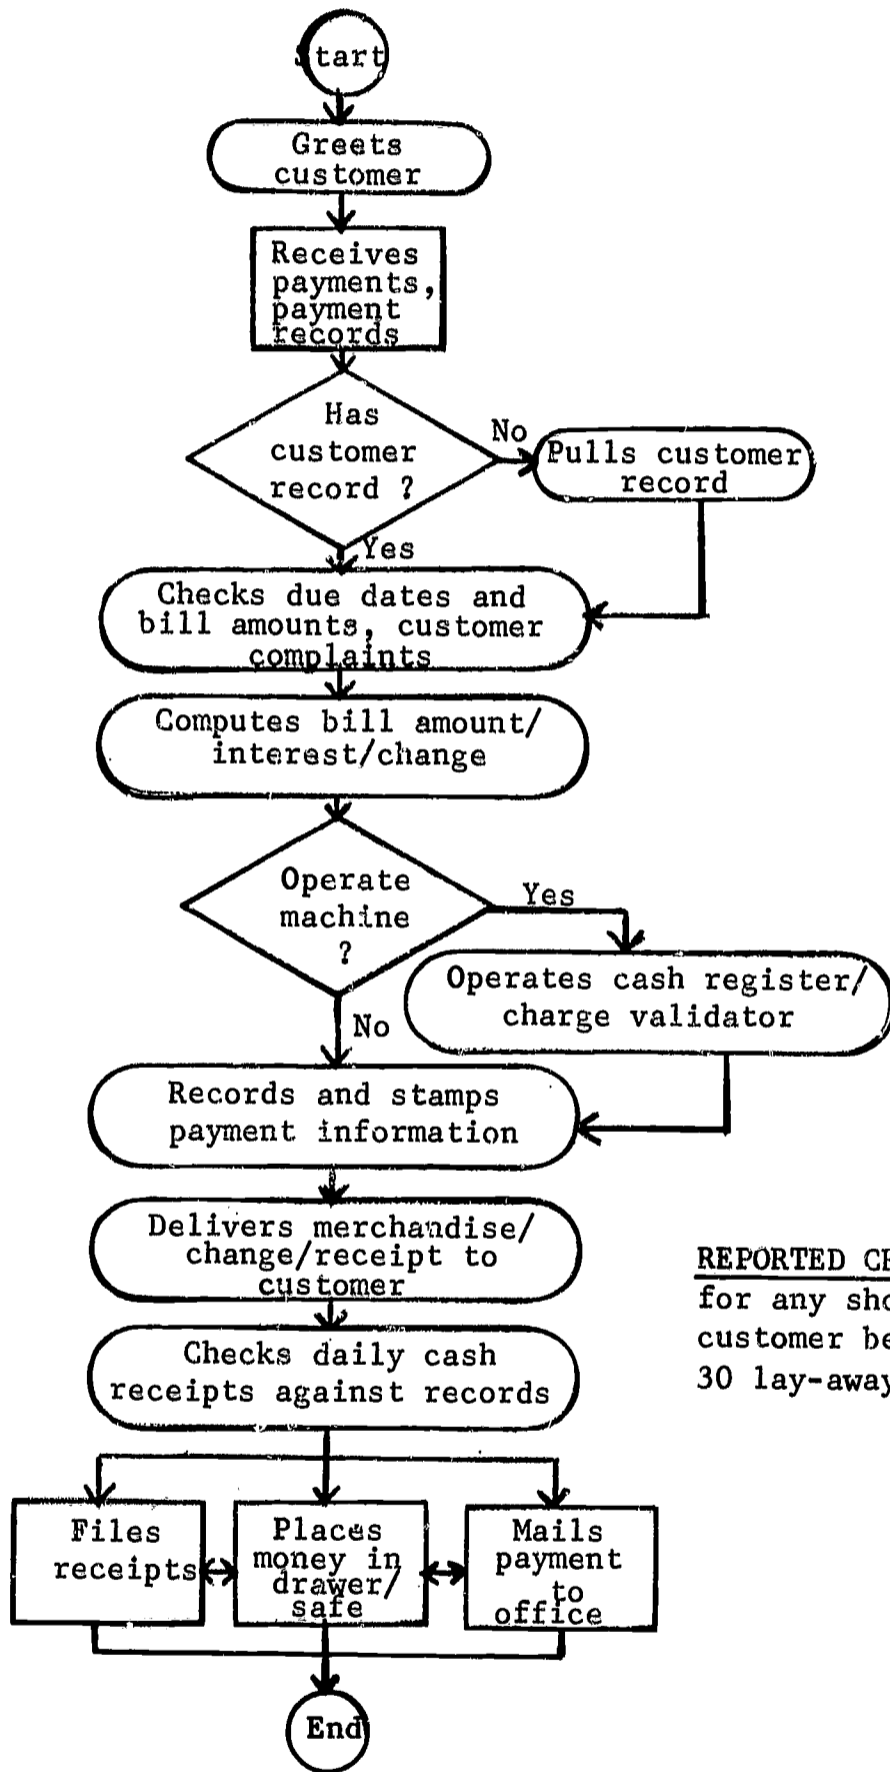 Start
Greets
customer
Receives
payments,
payment
records
Has
customer
record ?
No
Pulls customer
record
Yes
Checks due dates and
bill amounts, customer
complaints
Computes bill amount/
interest/change
Operate
machine
?
Yes
Operates cash register/
charge validator
No
Records and stamps
payment information
Delivers merchandise/
change/receipt to
customer
REPORTED
for any
customer
30 lay-away
Checks daily cash
receipts against records
Files
receipts
Places
money in
drawer/
safe
Mails
payment
to
office
End